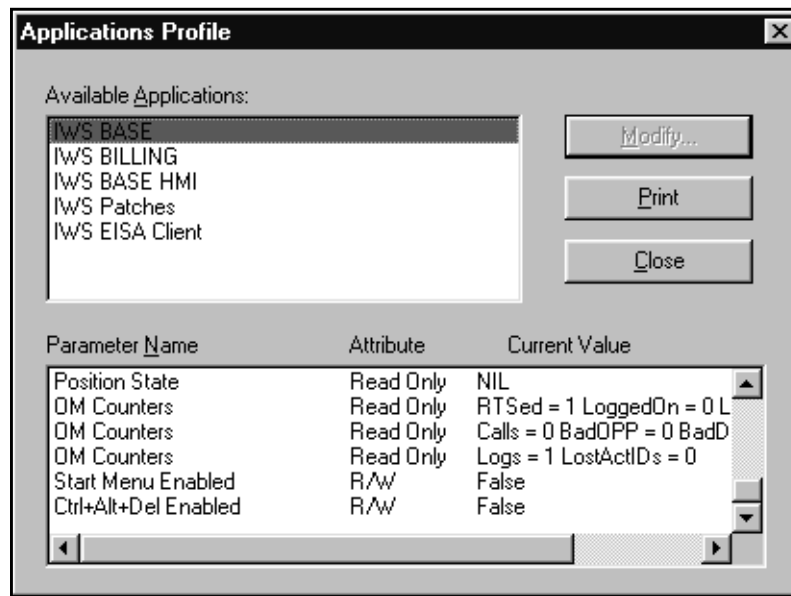 Applications Profile
Available Applications:
IWS BASE
IWS BILLING
IWS BASE HMI
IWS Patches
IWS EISA Client
Modify...
Print
Close
Parameter Name Attribute Current Value
Position State Read Only NIL
OM Counters Read Only RTSed = 1 LoggedOn = 0 L
OM Counters Read Only Calls = 0 BadOPP = 0 BadD
OM Counters Read Only Logs = 1 LostActIDs = 0
Start Menu Enabled R/W False
Ctrl+Alt+Del Enabled R/W False